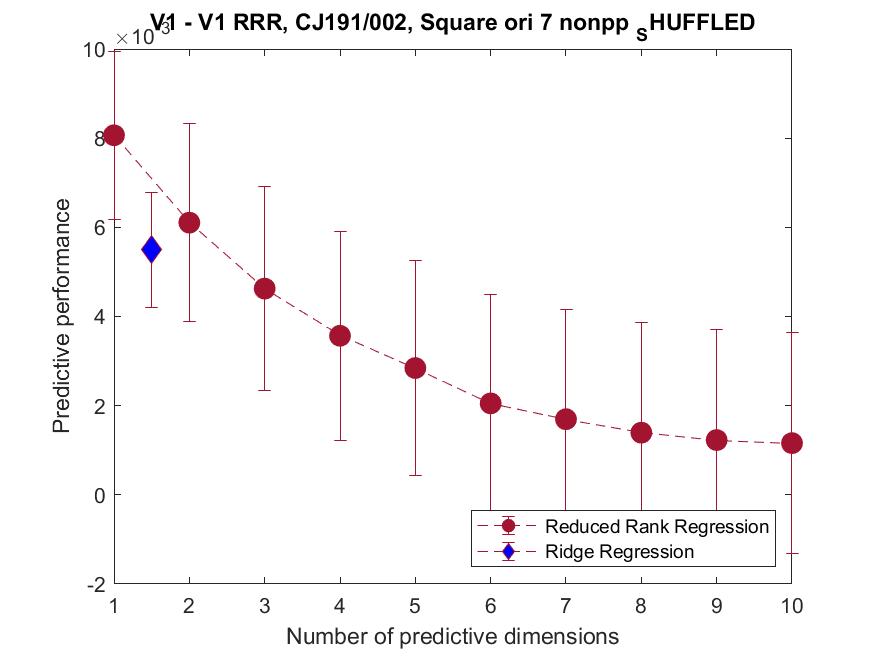 V1 - V1 RRR, CJ191/002, Square ori 7 nonpp SHUFFLED
×10-3
10
8
6
4
2
0
-2
Predictive performance
1 2 3 4 5 6 7 8 9 10
Number of predictive dimensions
Reduced Rank Regression
Ridge Regression